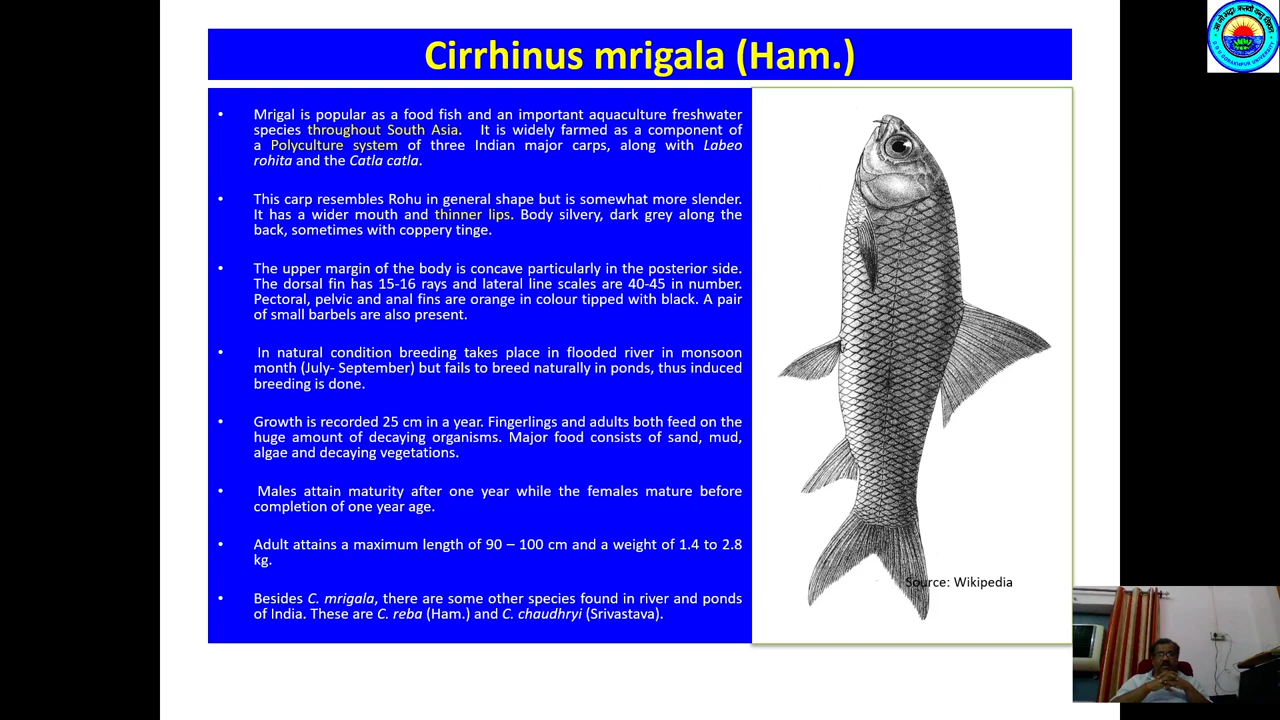 Cirrhinus mrigala (Ham.)
• Mrigal is popular as a food fish and an important aquaculture freshwater
species throughout South Asia. It is widely farmed as a component of
a Polyculture system of three Indian major carps, along with Labeo
rohita and the Catla catla.
• This carp resembles Rohu in general shape but is somewhat more slender.
It has a wider mouth and thinner lips. Body silvery, dark grey along the
back, sometimes with coppery tinge.
• The upper margin of the body is concave particularly in the posterior side.
The dorsal fin has 15-16 rays and lateral line scales are 40-45 in number.
Pectoral, pelvic and anal fins are orange in colour tipped with black. A pair
of small barbels are also present.
• In natural condition breeding takes place in flooded river in monsoon
month (July- September) but fails to breed naturally in ponds, thus induced
breeding is done.
• Growth is recorded 25 cm in a year. Fingerlings and adults both feed on the
huge amount of decaying organisms. Major food consists of sand, mud,
algae and decaying vegetations.
• Males attain maturity after one year while the females mature before
completion of one year age.
• Adult attains a maximum length of 90 – 100 cm and a weight of 1.4 to 2.8
kg.
• Besides C. mrigala, there are some other species found in river and ponds
of India. These are C. reba (Ham.) and C. chaudhryi (Srivastava).
Source: Wikipedia